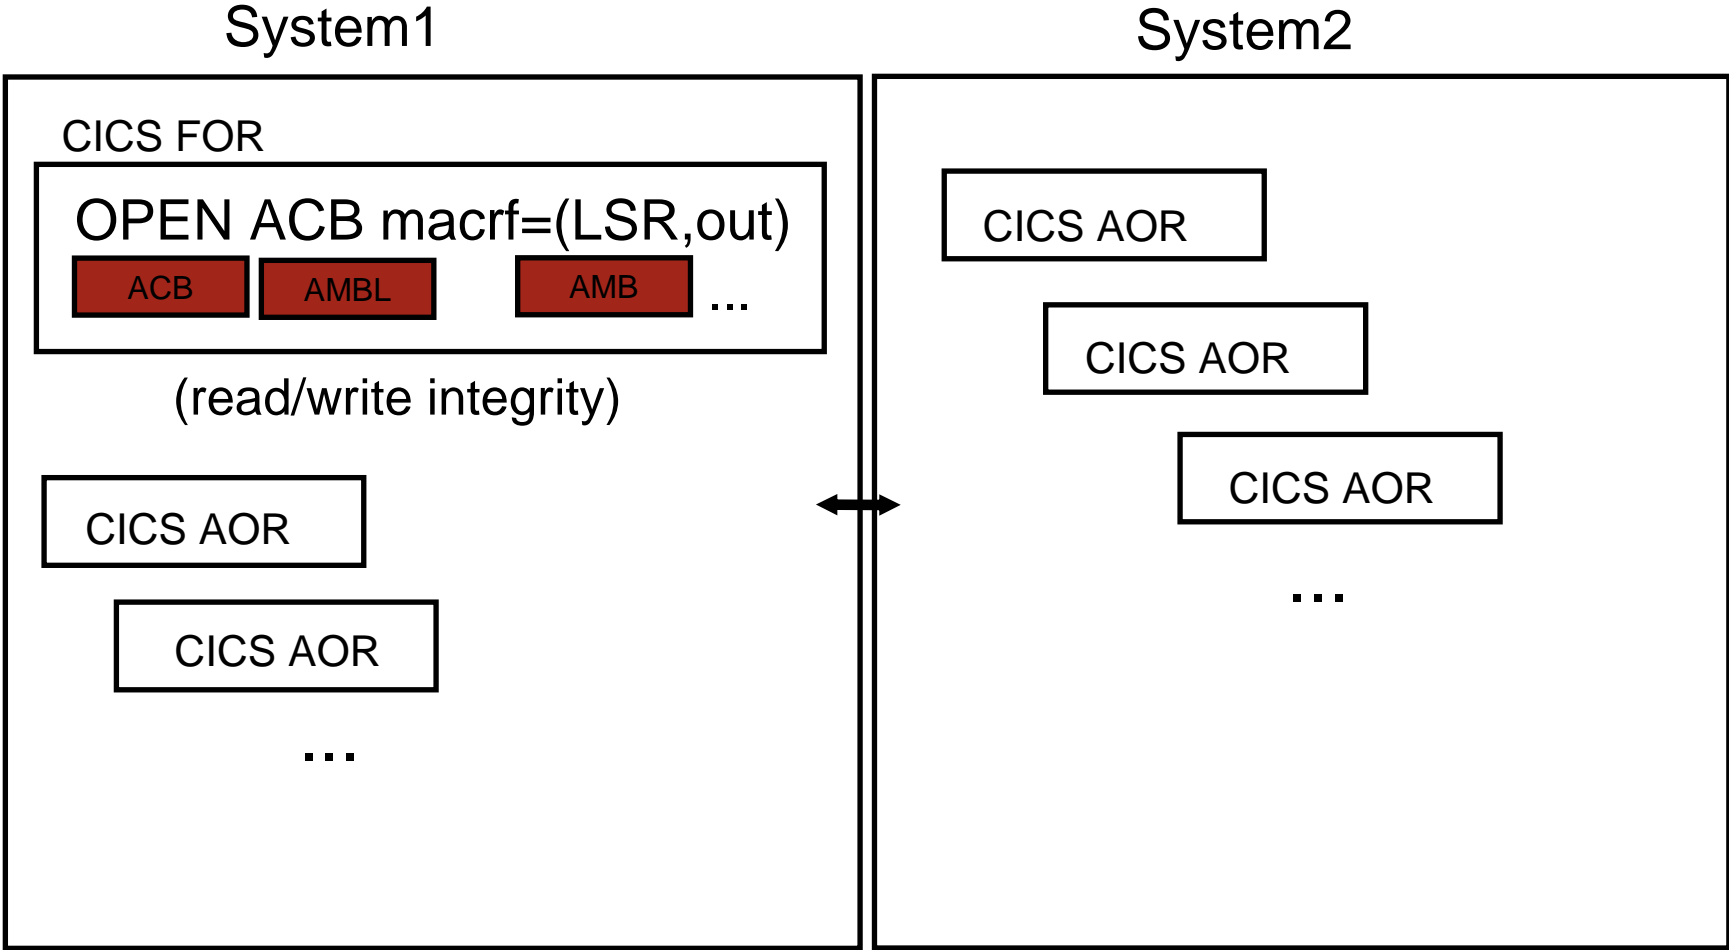 System1
System2
CICS FOR
OPEN ACB macrf=(LSR,out)
ACB
AMBL
AMB
...
(read/write integrity)
CICS AOR
CICS AOR
...
CICS AOR
CICS AOR
CICS AOR
...